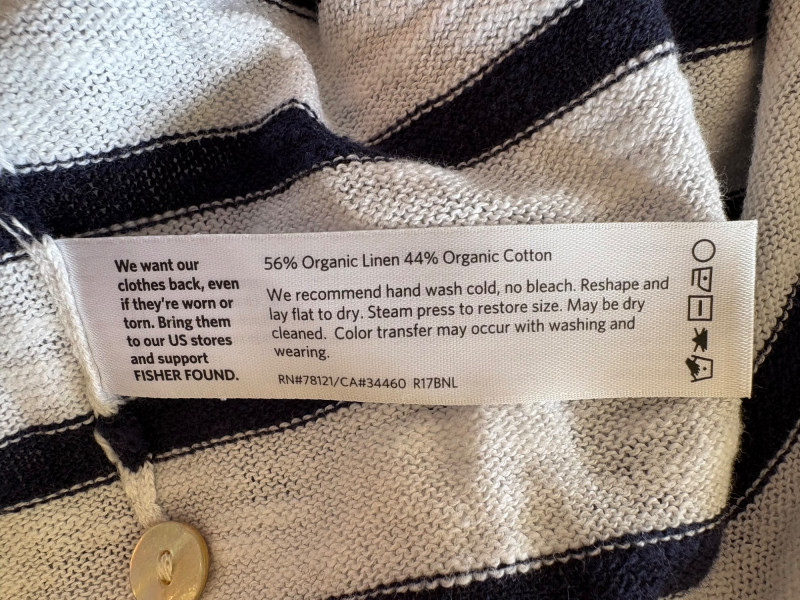 We want our
clothes back, even
if they're worn or
torn. Bring them
to our US stores
and support
FISHER FOUND.
56% Organic Linen 44% Organic Cotton
We recommend hand wash cold, no bleach. Reshape and
lay flat to dry. Steam press to restore size. May be dry
cleaned. Color transfer may occur with washing and
wearing.
RN#78121/CA#34460 R17BNL